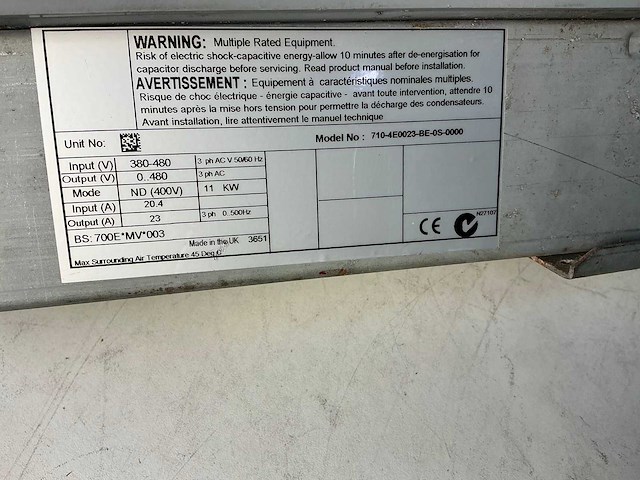 WARNING: Multiple Rated Equipment.
Risk of electric shock-capacitive energy-allow 10 minutes after de-energisation for
capacitor discharge before servicing. Read product manual before installation.
AVERTISSEMENT : Equipement à caractéristiques nominales multiples.
Risque de choc électrique - énergie capacitive - avant toute intervention, attendre 10
minutes après la mise hors tension pour permettre la décharge des condensateurs.
Avant installation, lire attentivement le manuel technique
Unit No:
Model No : 710-4E0023-BE-0S-0000
Input (V) 380-480 3 ph AC V 50/60 Hz
Output (V) 0..480 3 ph AC
Mode ND (400V) 11 KW
Input (A) 20.4
Output (A) 23 3 ph 0..500Hz
BS: 700E*MV*003
Made in the UK 3651
Max Surrounding Air Temperature 45 Deg C
CE
N27107